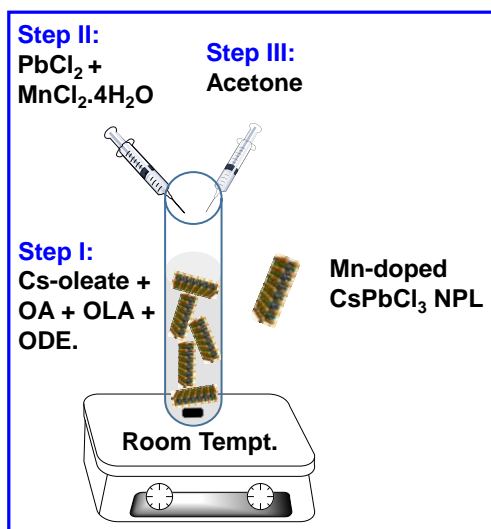 Step II:
PbCl₂ +
MnCl₂.4H₂O
Step III:
Acetone
Step I:
Cs-oleate +
OA + OLA +
ODE.
Mn-doped
CsPbCl₃ NPL
Room Tempt.